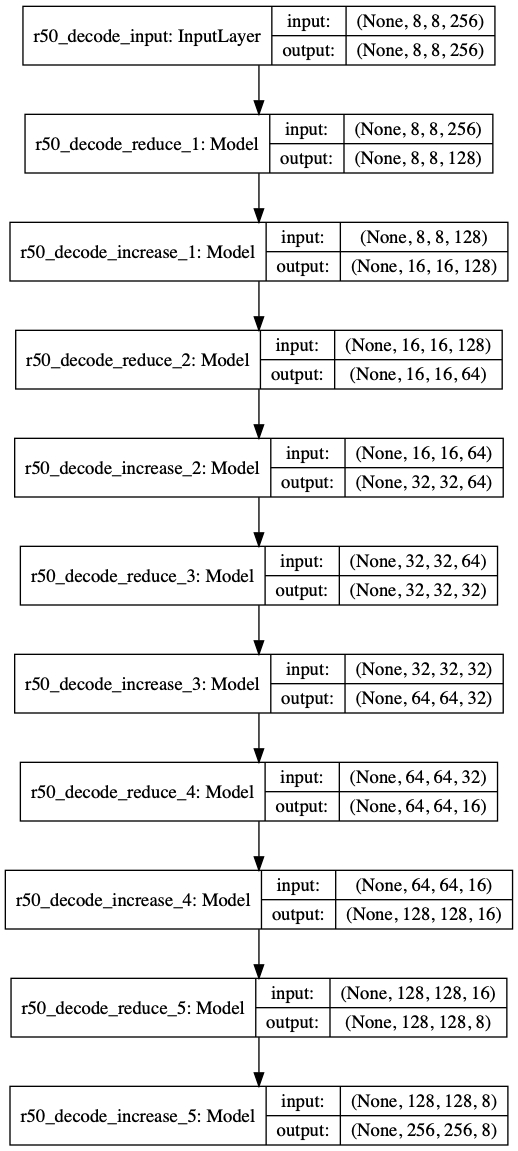 r50_decode_input: InputLayer
input: (None, 8, 8, 256)
output: (None, 8, 8, 256)
r50_decode_reduce_1: Model
input: (None, 8, 8, 256)
output: (None, 8, 8, 128)
r50_decode_increase_1: Model
input: (None, 8, 8, 128)
output: (None, 16, 16, 128)
r50_decode_reduce_2: Model
input: (None, 16, 16, 128)
output: (None, 16, 16, 64)
r50_decode_increase_2: Model
input: (None, 16, 16, 64)
output: (None, 32, 32, 64)
r50_decode_reduce_3: Model
input: (None, 32, 32, 64)
output: (None, 32, 32, 32)
r50_decode_increase_3: Model
input: (None, 32, 32, 32)
output: (None, 64, 64, 32)
r50_decode_reduce_4: Model
input: (None, 64, 64, 32)
output: (None, 64, 64, 16)
r50_decode_increase_4: Model
input: (None, 64, 64, 16)
output: (None, 128, 128, 16)
r50_decode_reduce_5: Model
input: (None, 128, 128, 16)
output: (None, 128, 128, 8)
r50_decode_increase_5: Model
input: (None, 128, 128, 8)
output: (None, 256, 256, 8)